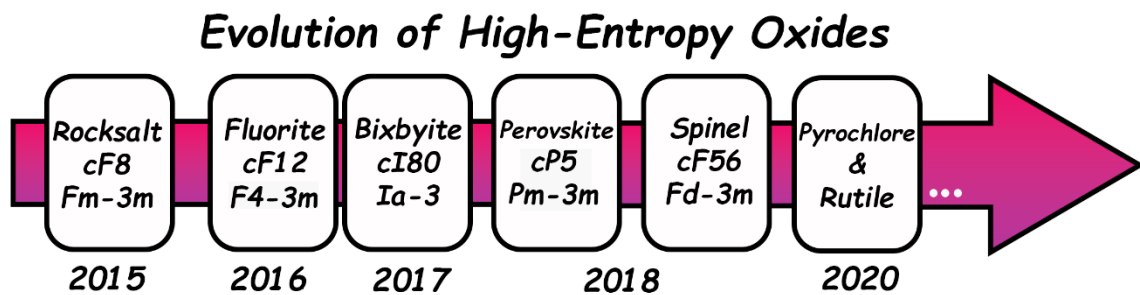 Evolution of High-Entropy Oxides
Rocksalt
cF8
Fm-3m
Fluorite
cF12
F4-3m
Bixbyite
cI80
Ia-3
Perovskite
cP5
Pm-3m
Spinel
cF56
Fd-3m
Pyrochlore
&
Rutile
...
2015
2016
2017
2018
2020